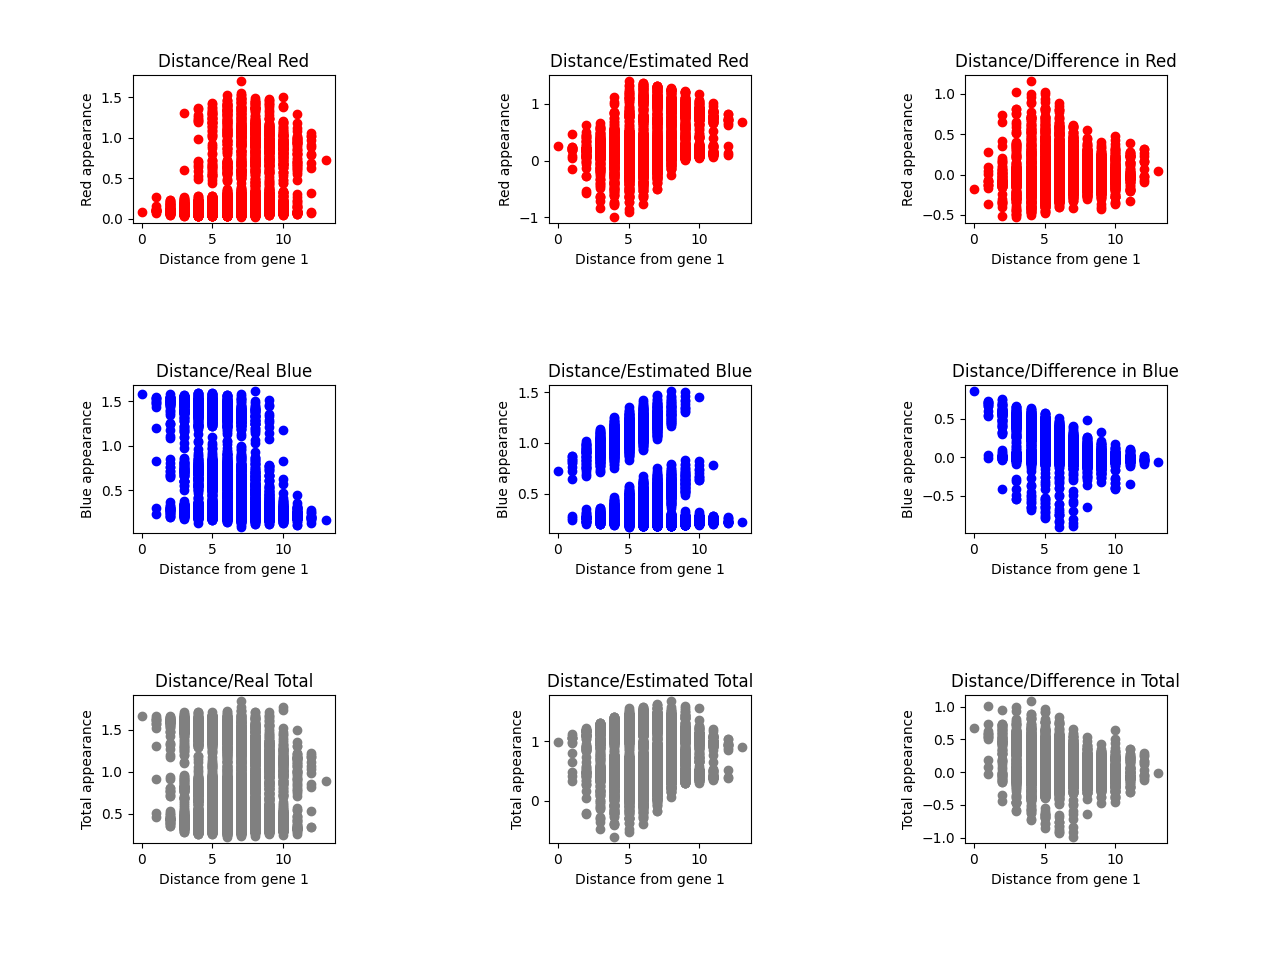 Distance/Real Red
Distance/Estimated Red
Distance/Difference in Red
Red appearance
1.5
1.0
0.5
0.0
0 5 10
Distance from gene 1
Red appearance
1
0
−1
0 5 10
Distance from gene 1
Red appearance
1.0
0.5
0.0
−0.5
0 5 10
Distance from gene 1
Distance/Real Blue
Distance/Estimated Blue
Distance/Difference in Blue
Blue appearance
1.5
1.0
0.5
0 5 10
Distance from gene 1
Blue appearance
1.5
1.0
0.5
0 5 10
Distance from gene 1
Blue appearance
0.5
0.0
−0.5
0 5 10
Distance from gene 1
Distance/Real Total
Distance/Estimated Total
Distance/Difference in Total
Total appearance
1.5
1.0
0.5
0 5 10
Distance from gene 1
Total appearance
1
0
0 5 10
Distance from gene 1
Total appearance
1.0
0.5
0.0
−0.5
−1.0
0 5 10
Distance from gene 1